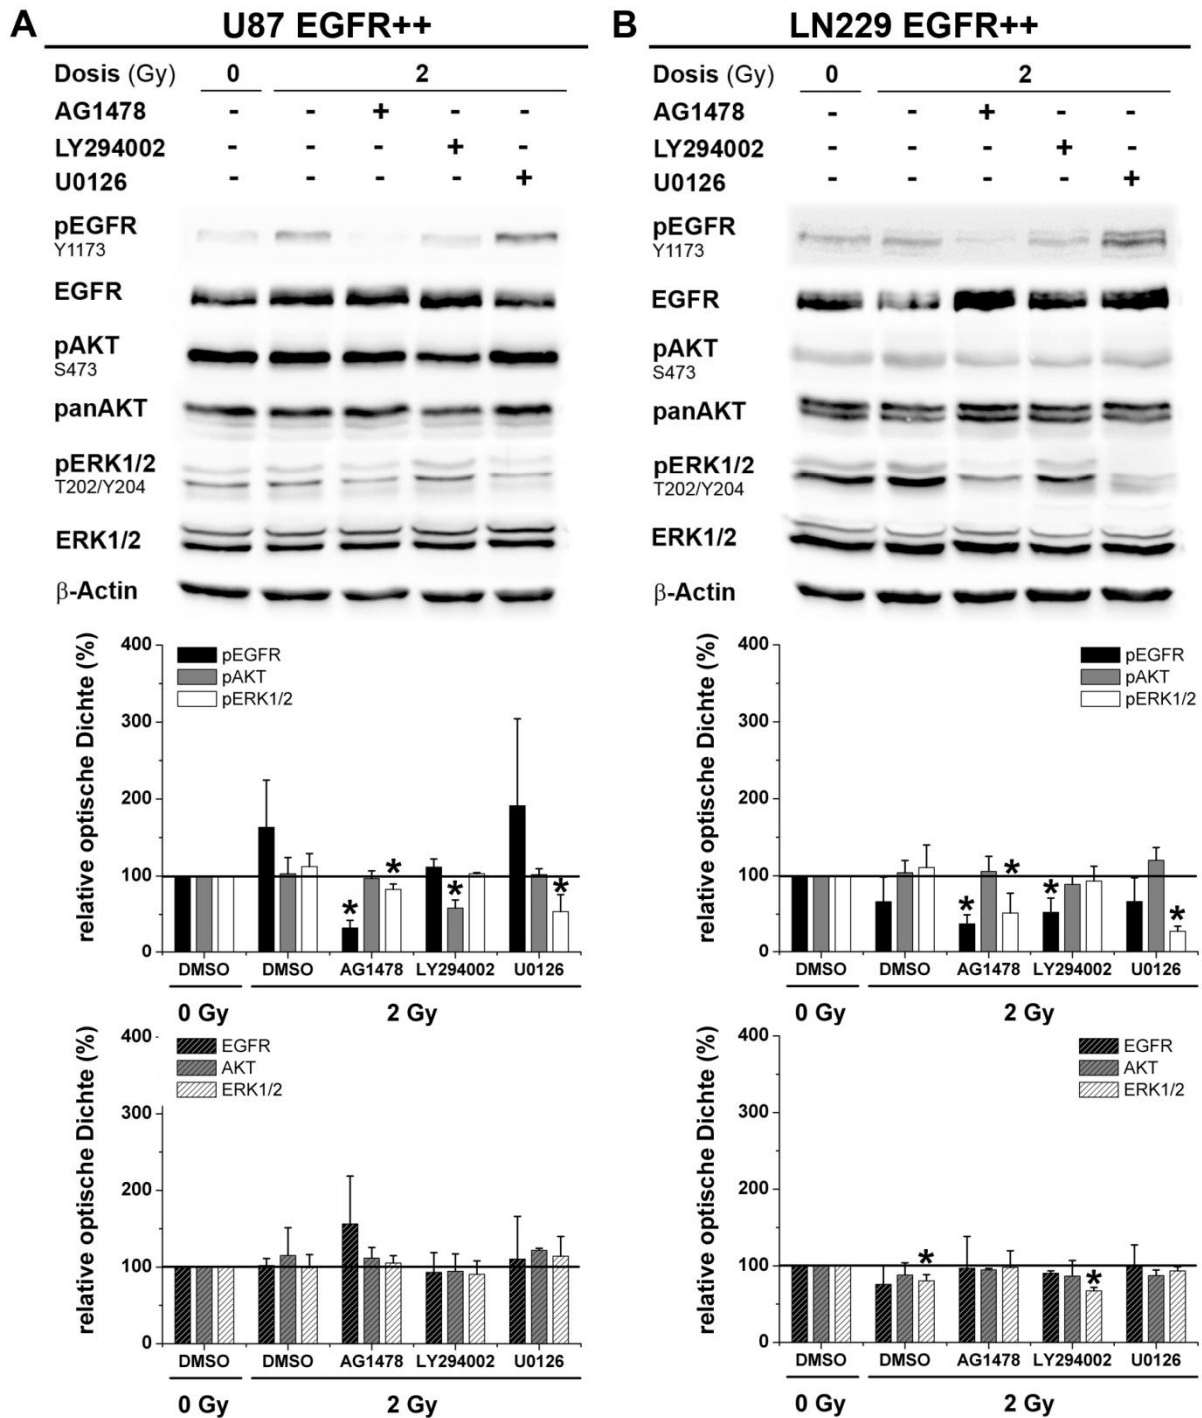 A U87 EGFR++
Dosis (Gy) 0 2
AG1478 - - + - -
LY294002 - - - + -
U0126 - - - - +
pEGFR
Y1173
EGFR
pAKT
S473
panAKT
pERK1/2
T202/Y204
ERK1/2
β-Actin
relative optische Dichte (%)
400
300
200
100
0
pEGFR
pAKT
pERK1/2
* * * *
DMSO DMSO AG1478 LY294002 U0126
0 Gy 2 Gy
relative optische Dichte (%)
400
300
200
100
0
EGFR
AKT
ERK1/2
DMSO DMSO AG1478 LY294002 U0126
0 Gy 2 Gy
B LN229 EGFR++
Dosis (Gy) 0 2
AG1478 - - + - -
LY294002 - - - + -
U0126 - - - - +
pEGFR
Y1173
EGFR
pAKT
S473
panAKT
pERK1/2
T202/Y204
ERK1/2
β-Actin
relative optische Dichte (%)
400
300
200
100
0
pEGFR
pAKT
pERK1/2
* * * *
DMSO DMSO AG1478 LY294002 U0126
0 Gy 2 Gy
relative optische Dichte (%)
400
300
200
100
0
EGFR
AKT
ERK1/2
* *
DMSO DMSO AG1478 LY294002 U0126
0 Gy 2 Gy